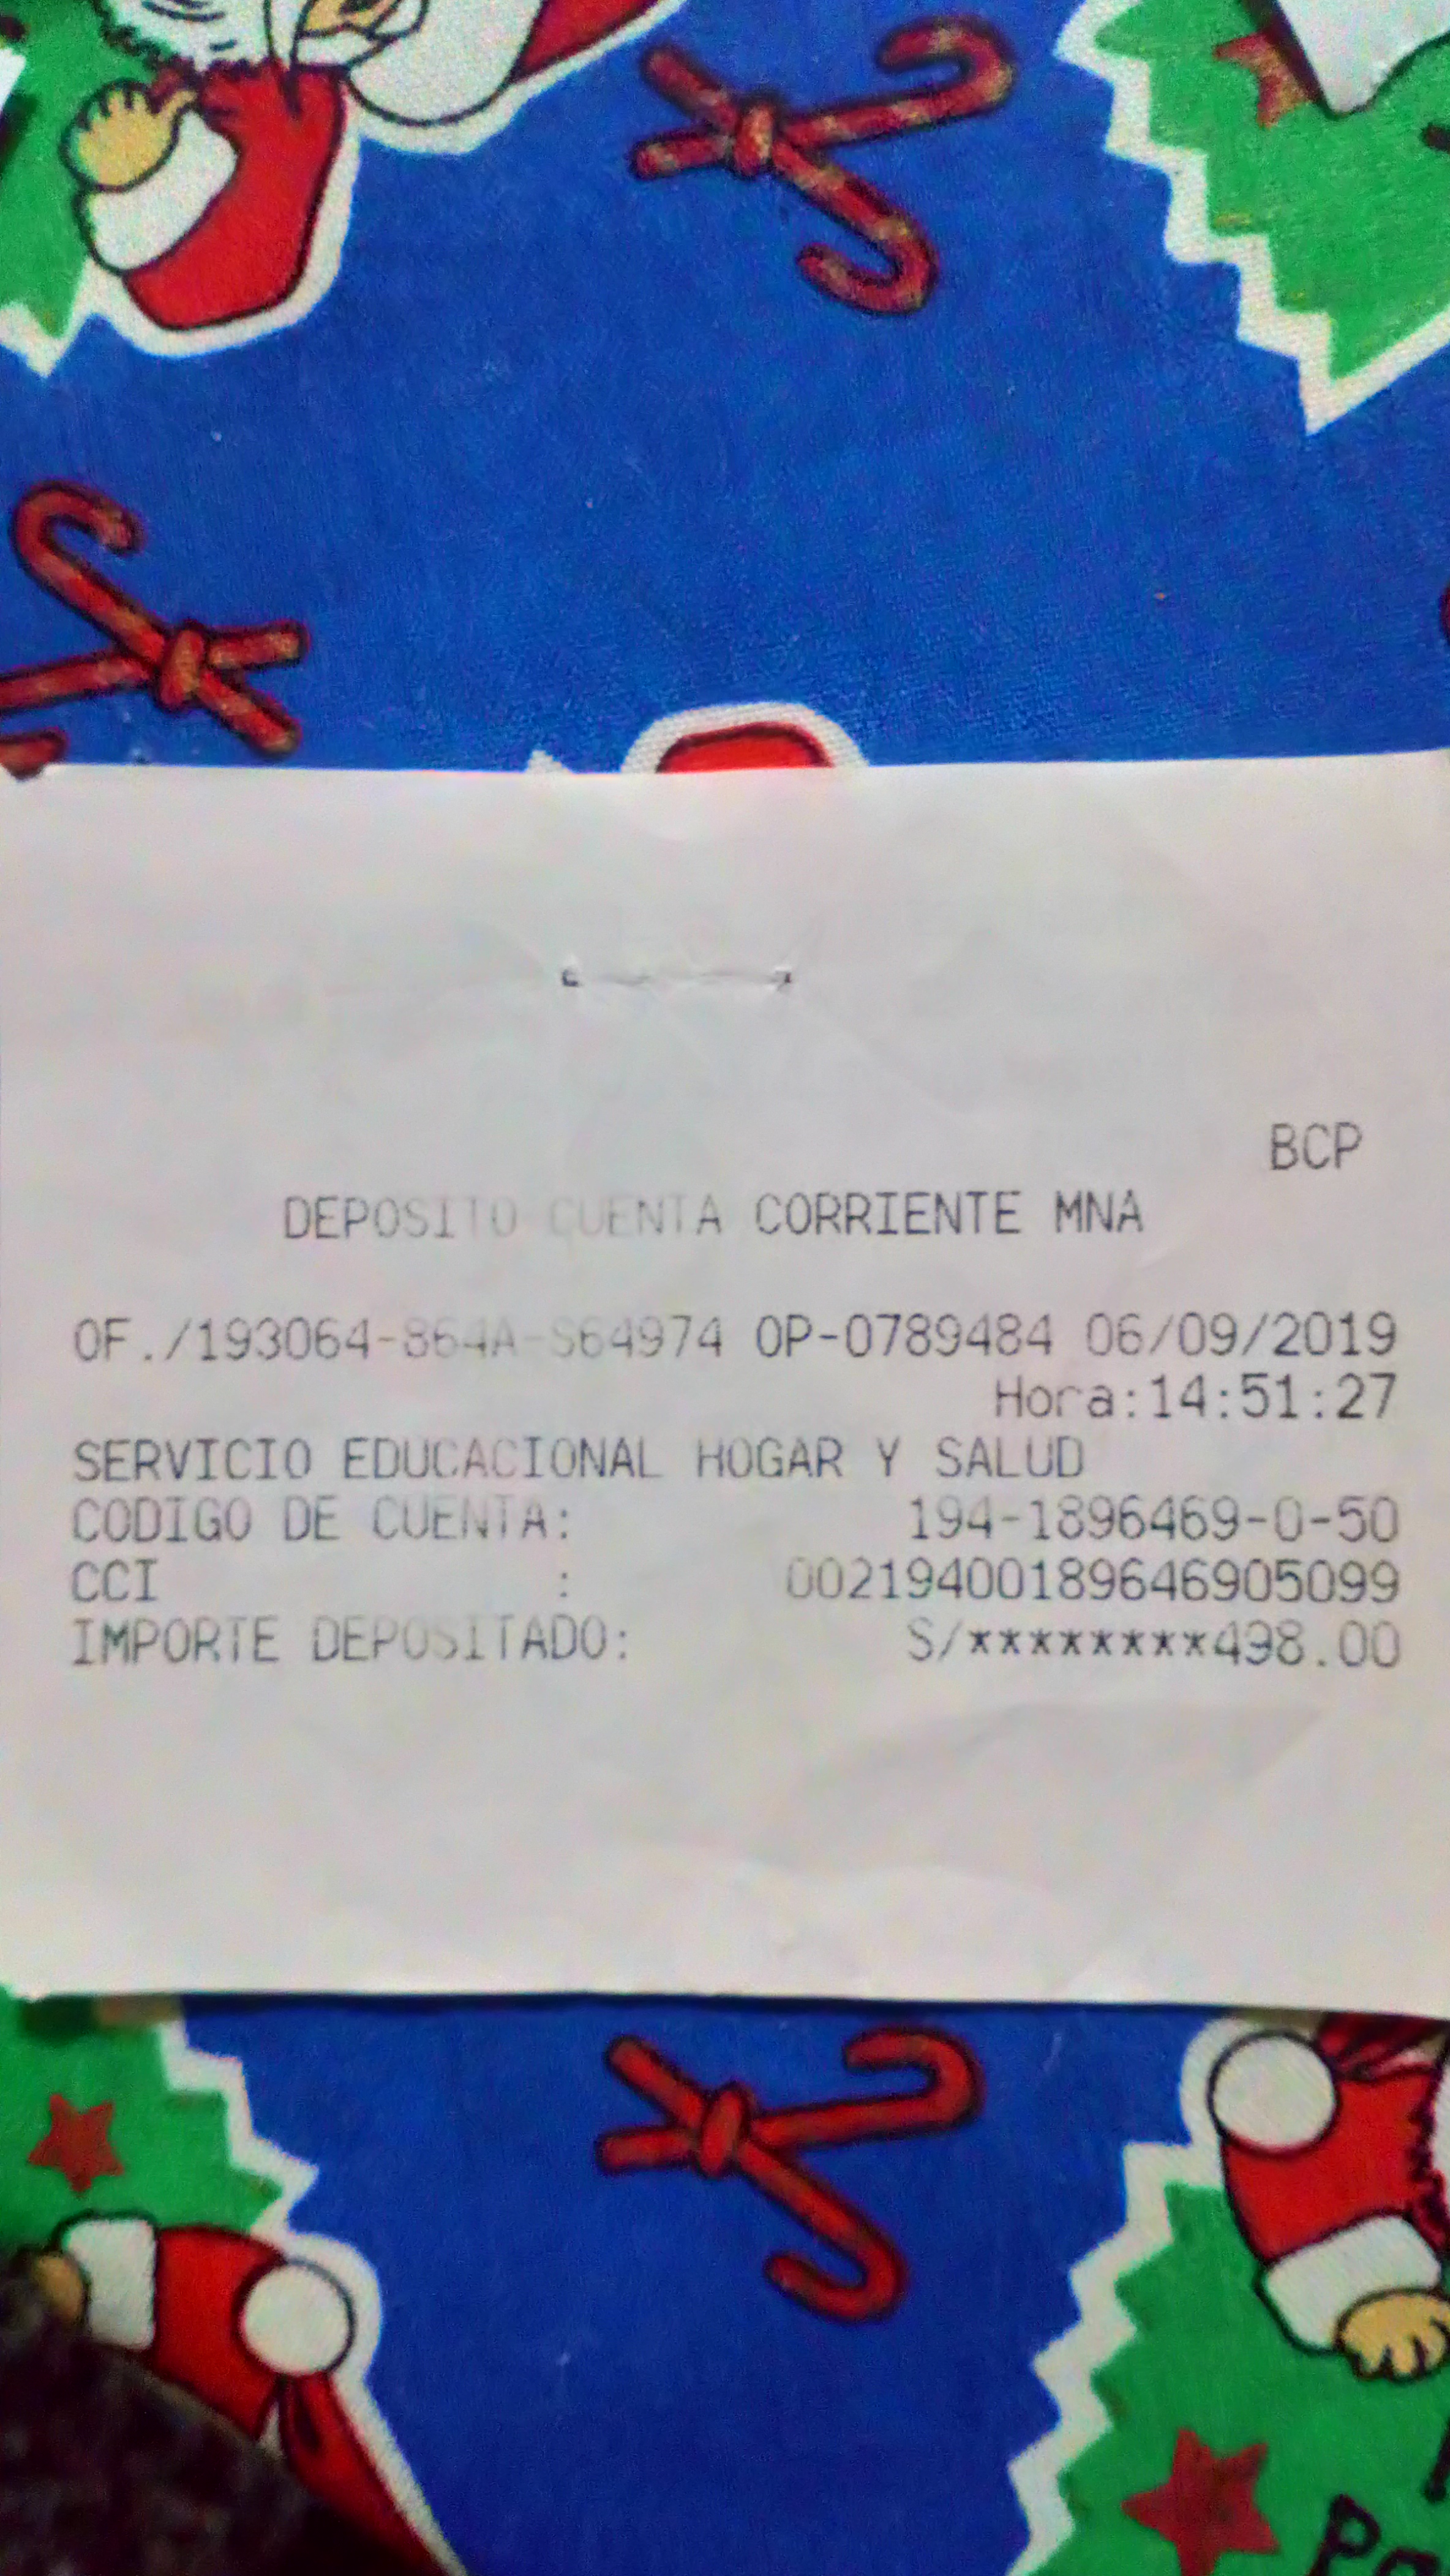 BCP
DEPOSITO CUENTA CORRIENTE MNA
OF./193064-864A-S64974 OP-0789484 06/09/2019
Hora:14:51:27
SERVICIO EDUCACIONAL HOGAR Y SALUD
CODIGO DE CUENTA: 194-1896469-0-50
CCI : 00219400189646905099
IMPORTE DEPOSITADO: S/********498.00